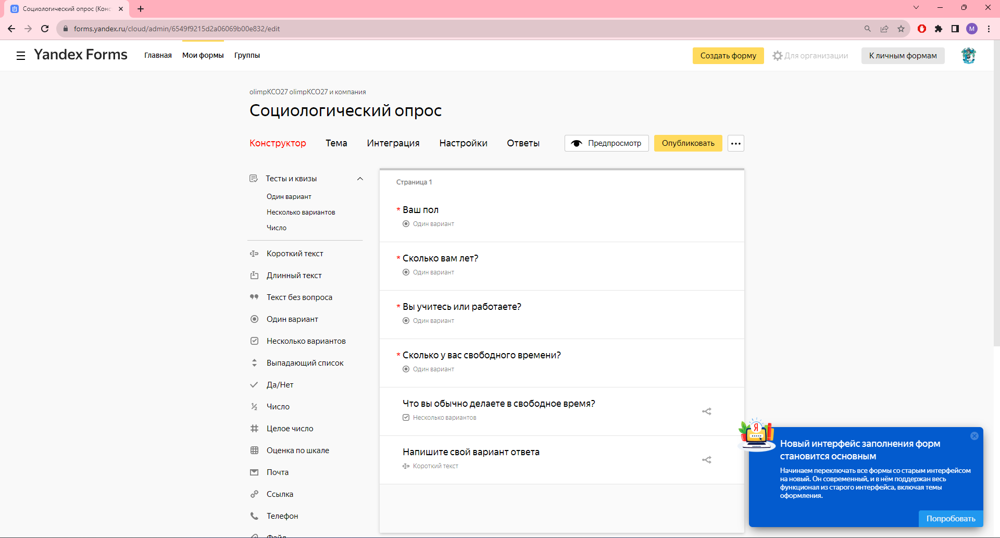 Социологический опрос (Конс
forms.yandex.ru/cloud/admin/6549f9215d2a06069b00e832/edit
M
Yandex Forms
Главная
Мои формы
Группы
Создать форму
Для организации
К личным формам
olimpKCO27 olimpKCO27 и компания
Социологический опрос
Конструктор
Тема
Интеграция
Настройки
Ответы
Предпросмотр
Опубликовать
Тесты и квизы
Один вариант
Несколько вариантов
Число
Короткий текст
Длинный текст
Текст без вопроса
Один вариант
Несколько вариантов
Выпадающий список
Да/Нет
½ Число
Целое число
Оценка по шкале
Почта
Ссылка
Телефон
Файл
Страница 1
* Ваш пол
Один вариант
* Сколько вам лет?
Один вариант
* Вы учитесь или работаете?
Один вариант
* Сколько у вас свободного времени?
Один вариант
Что вы обычно делаете в свободное время?
Несколько вариантов
Напишите свой вариант ответа
Короткий текст
Я
Новый интерфейс заполнения форм
становится основным
Начинаем переключать все формы со старым интерфейсом
на новый. Он современный, и в нём поддержан весь
функционал из старого интерфейса, включая темы
оформления.
Попробовать